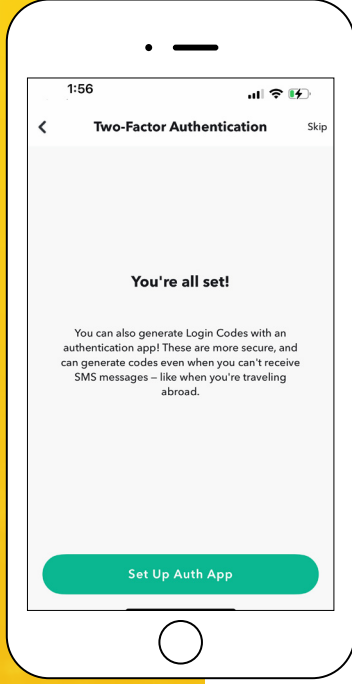 1:56
Two-Factor Authentication Skip
You're all set!
You can also generate Login Codes with an
authentication app! These are more secure, and
can generate codes even when you can't receive
SMS messages – like when you're traveling
abroad.
Set Up Auth App